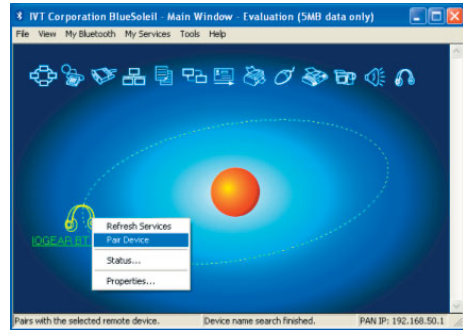 IVT Corporation BlueSoleil - Main Window - Evaluation (5MB data only)
File View My Bluetooth My Services Tools Help
IOGEAR BT
Refresh Services
Pair Device
Status...
Properties...
Pairs with the selected remote device. Device name search finished. PAN IP: 192.168.50.1